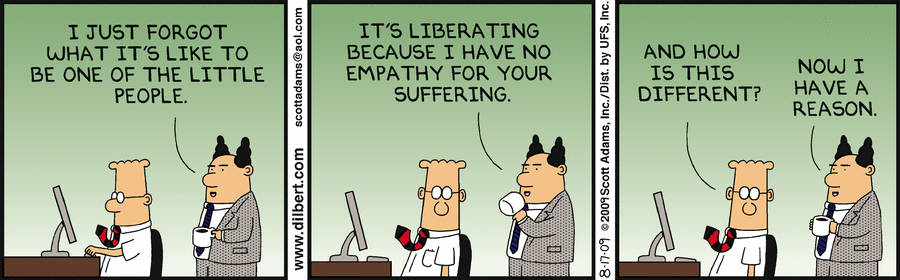 I JUST FORGOT
WHAT IT'S LIKE TO
BE ONE OF THE LITTLE
PEOPLE.
www.dilbert.com
scottadams@aol.com
IT'S LIBERATING
BECAUSE I HAVE NO
EMPATHY FOR YOUR
SUFFERING.
8-17-09 ©2009 Scott Adams, Inc./Dist. by UFS, Inc.
AND HOW
IS THIS
DIFFERENT?
NOW I
HAVE A
REASON.